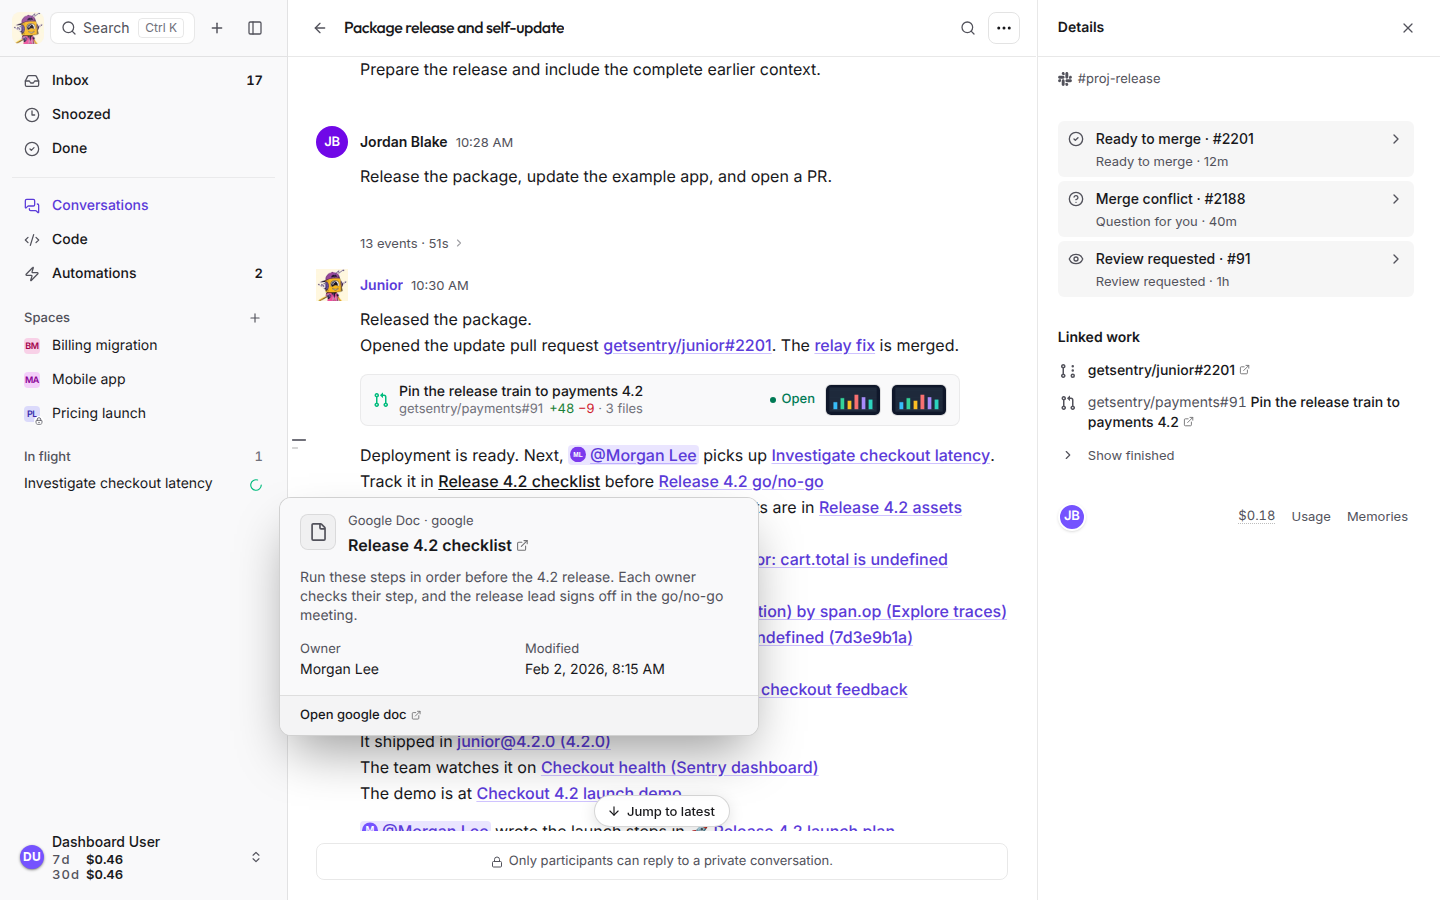 Search Ctrl K
Inbox 17
Snoozed
Done
Conversations
Code
Automations 2
Spaces
BM Billing migration
MA Mobile app
PL Pricing launch
In flight 1
Investigate checkout latency
DU Dashboard User
7d $0.46
30d $0.46
Package release and self-update
Prepare the release and include the complete earlier context.
JB Jordan Blake 10:28 AM
Release the package, update the example app, and open a PR.
13 events · 51s
Junior 10:30 AM
Released the package.
Opened the update pull request getsentry/junior#2201. The relay fix is merged.
Pin the release train to payments 4.2
getsentry/payments#91 +48 −9 · 3 files
Open
Deployment is ready. Next, ML @Morgan Lee picks up Investigate checkout latency.
Track it in Release 4.2 checklist before Release 4.2 go/no-go
s are in Release 4.2 assets
or: cart.total is undefined
tion) by span.op (Explore traces)
ndefined (7d3e9b1a)
checkout feedback
Google Doc · google
Release 4.2 checklist
Run these steps in order before the 4.2 release. Each owner
checks their step, and the release lead signs off in the go/no-go
meeting.
Owner Modified
Morgan Lee Feb 2, 2026, 8:15 AM
Open google doc
It shipped in junior@4.2.0 (4.2.0)
The team watches it on Checkout health (Sentry dashboard)
The demo is at Checkout 4.2 launch demo
Jump to latest
@Morgan Lee wrote the launch steps in Release 4.2 launch plan
Only participants can reply to a private conversation.
Details
#proj-release
Ready to merge · #2201
Ready to merge · 12m
Merge conflict · #2188
Question for you · 40m
Review requested · #91
Review requested · 1h
Linked work
getsentry/junior#2201
getsentry/payments#91 Pin the release train to
payments 4.2
Show finished
JB $0.18 Usage Memories